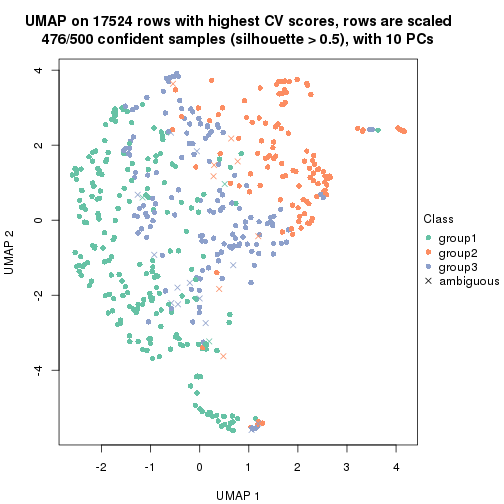 UMAP on 17524 rows with highest CV scores, rows are scaled
476/500 confident samples (silhouette > 0.5), with 10 PCs
4
2
0
-2
-4
UMAP 2
-2
-1
0
1
2
3
4
UMAP 1
Class
group1
group2
group3
ambiguous